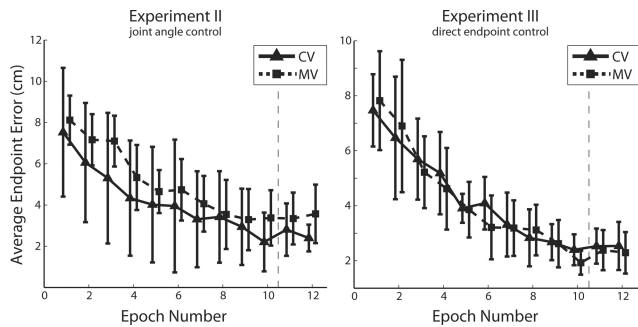 Experiment II
joint angle control
Average Endpoint Error (cm)
12
10
8
6
4
2
0
2
4
6
8
10
12
CV
MV
Epoch Number
Experiment III
direct endpoint control
10
8
6
4
2
0
2
4
6
8
10
12
CV
MV
Epoch Number